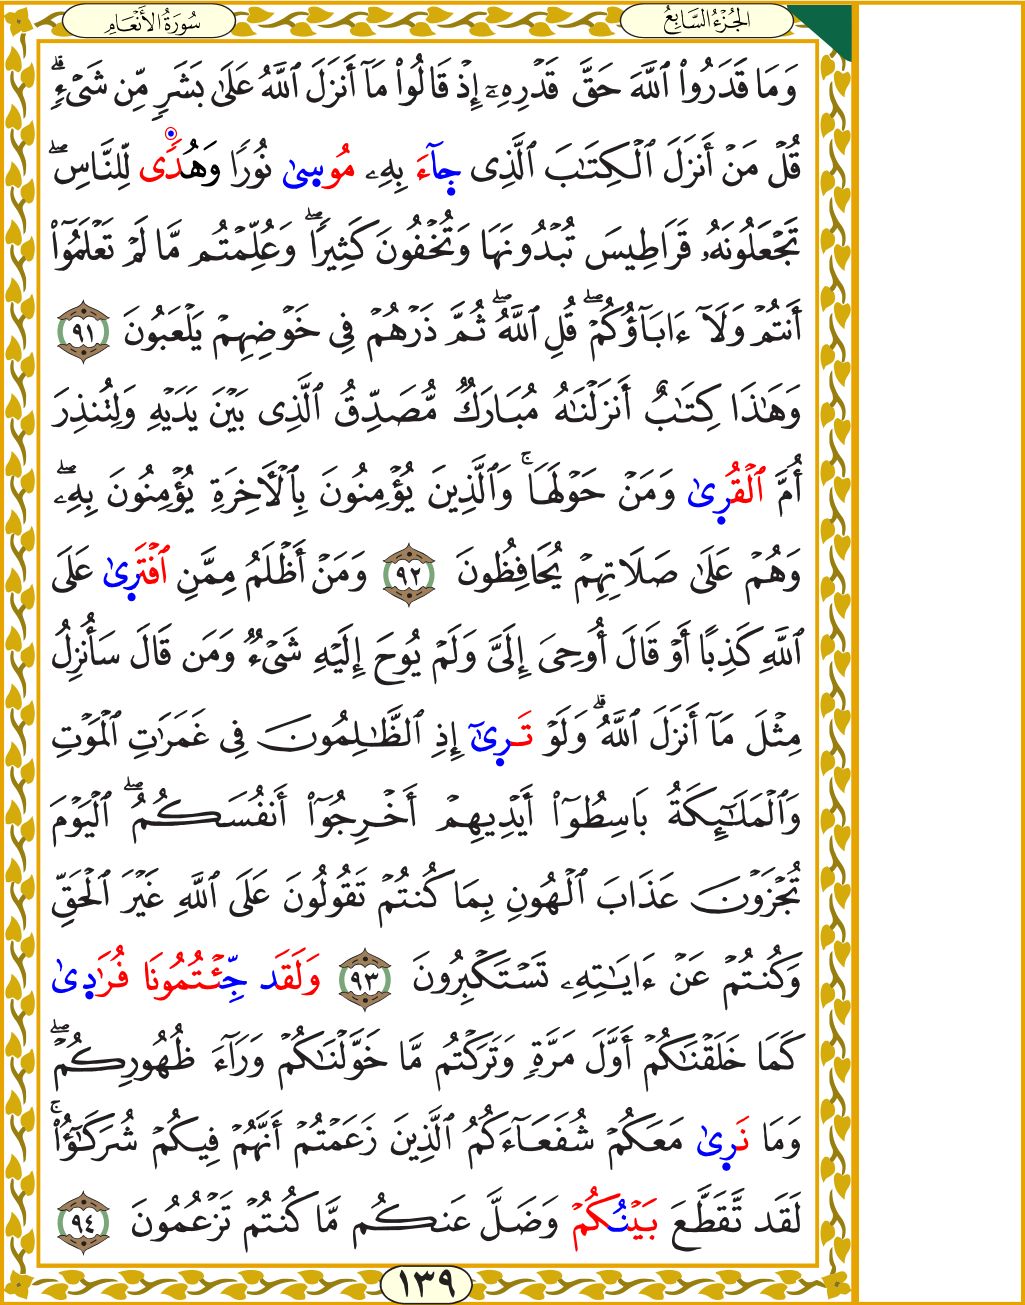 الجُزْءُ السَّابِعُ
سُورَةُ الأَنْعَامِ
وَمَا قَدَرُوا۟ ٱللَّهَ حَقَّ قَدْرِهِۦٓ إِذْ قَالُوا۟ مَآ أَنزَلَ ٱللَّهُ عَلَىٰ بَشَرٍ مِّن شَىْءٍ ۗ
قُلْ مَنْ أَنزَلَ ٱلْكِتَـٰبَ ٱلَّذِى جَآءَ بِهِۦ مُوسِىٰ نُورًا وَهُدًى لِّلنَّاسِ ۖ
تَجْعَلُونَهُۥ قَرَاطِيسَ تُبْدُونَهَا وَتُخْفُونَ كَثِيرًا ۖ وَعُلِّمْتُم مَّا لَمْ تَعْلَمُوٓا۟
أَنتُمْ وَلَآ ءَابَآؤُكُمْ ۖ قُلِ ٱللَّهُ ۖ ثُمَّ ذَرْهُمْ فِى خَوْضِهِمْ يَلْعَبُونَ ٩١
وَهَـٰذَا كِتَـٰبٌ أَنزَلْنَـٰهُ مُبَارَكٌ مُّصَدِّقُ ٱلَّذِى بَيْنَ يَدَيْهِ وَلِتُنذِرَ
أُمَّ ٱلْقُرِىٰ وَمَنْ حَوْلَهَا ۚ وَٱلَّذِينَ يُؤْمِنُونَ بِٱلْـَٔاخِرَةِ يُؤْمِنُونَ بِهِۦ ۖ
وَهُمْ عَلَىٰ صَلَاتِهِمْ يُحَافِظُونَ ٩٢ وَمَنْ أَظْلَمُ مِمَّنِ ٱفْتَرِىٰ عَلَى
ٱللَّهِ كَذِبًا أَوْ قَالَ أُوحِىَ إِلَىَّ وَلَمْ يُوحَ إِلَيْهِ شَىْءٌ وَمَن قَالَ سَأُنزِلُ
مِثْلَ مَآ أَنزَلَ ٱللَّهُ ۗ وَلَوْ تَرِىٰٓ إِذِ ٱلظَّـٰلِمُونَ فِى غَمَرَٰتِ ٱلْمَوْتِ
وَٱلْمَلَـٰٓئِكَةُ بَاسِطُوٓا۟ أَيْدِيهِمْ أَخْرِجُوٓا۟ أَنفُسَكُمُ ۖ ٱلْيَوْمَ
تُجْزَوْنَ عَذَابَ ٱلْهُونِ بِمَا كُنتُمْ تَقُولُونَ عَلَى ٱللَّهِ غَيْرَ ٱلْحَقِّ
وَكُنتُمْ عَنْ ءَايَـٰتِهِۦ تَسْتَكْبِرُونَ ٩٣ وَلَقَد جِّئْتُمُونَا فُرَٰدِىٰ
كَمَا خَلَقْنَـٰكُمْ أَوَّلَ مَرَّةٍ وَتَرَكْتُم مَّا خَوَّلْنَـٰكُمْ وَرَآءَ ظُهُورِكُمْ ۖ
وَمَا نَرِىٰ مَعَكُمْ شُفَعَآءَكُمُ ٱلَّذِينَ زَعَمْتُمْ أَنَّهُمْ فِيكُمْ شُرَكَـٰٓؤُا۟ ۚ
لَقَد تَّقَطَّعَ بَيْنُكُمْ وَضَلَّ عَنكُم مَّا كُنتُمْ تَزْعُمُونَ ٩٤
١٣٩